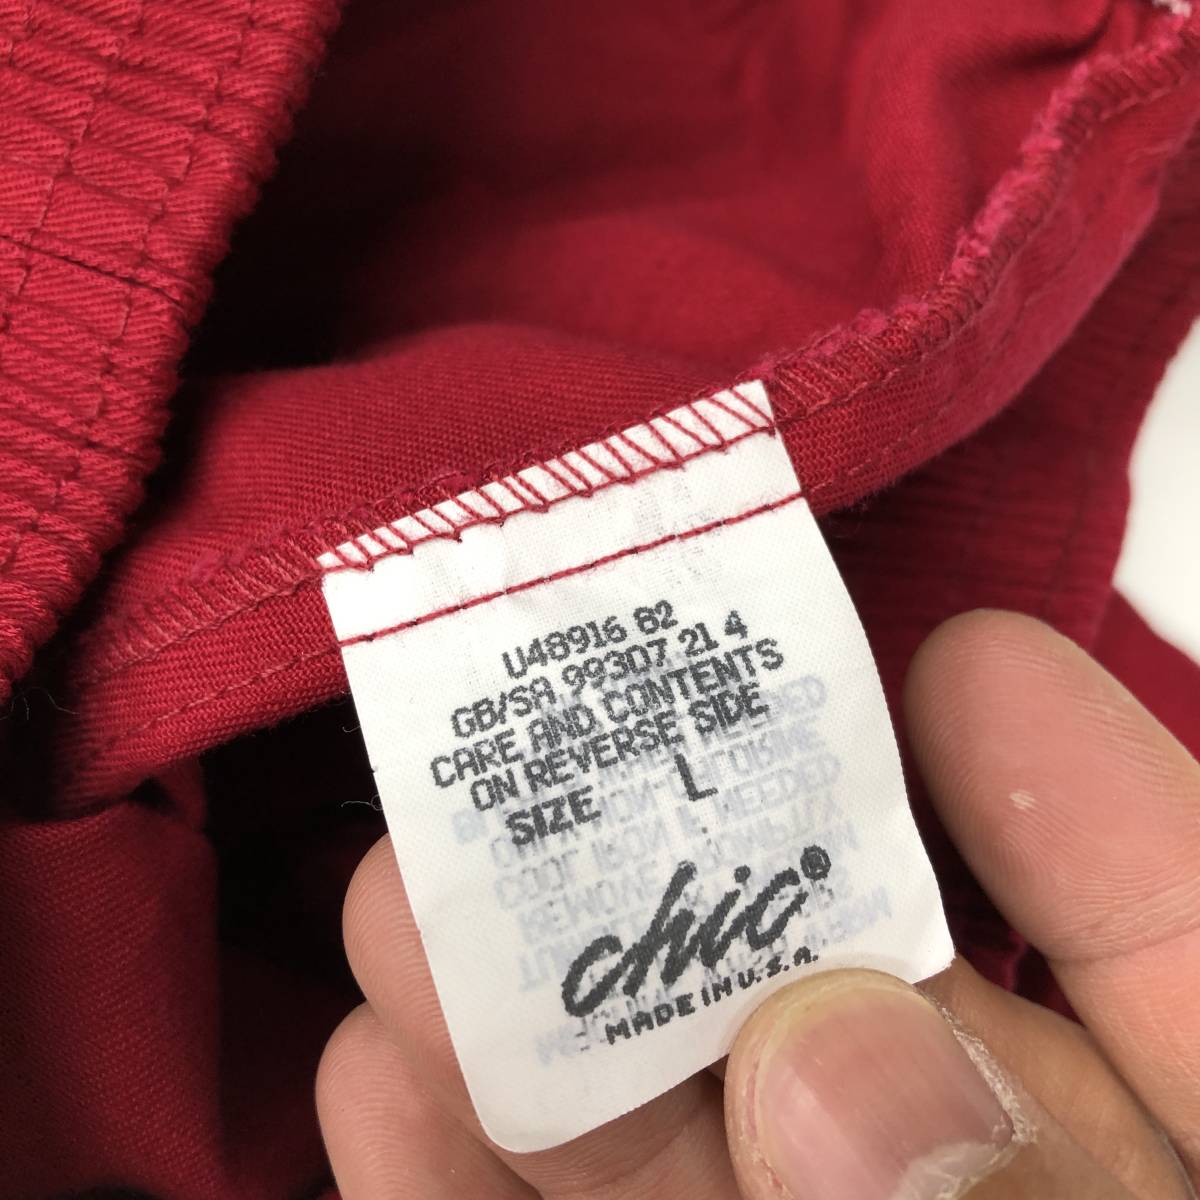 U48916 82
GB/SA 99307 21 4
CARE AND CONTENTS
ON REVERSE SIDE
SIZE L
chic®
MADE IN U.S.A.